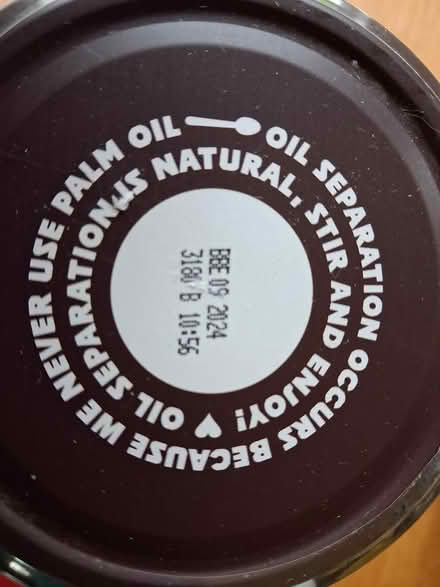 OIL SEPARATION OCCURS BECAUSE WE NEVER USE PALM OIL
OIL SEPARATION IS NATURAL, STIR AND ENJOY!
BBE 09 2024
318 B 10:56